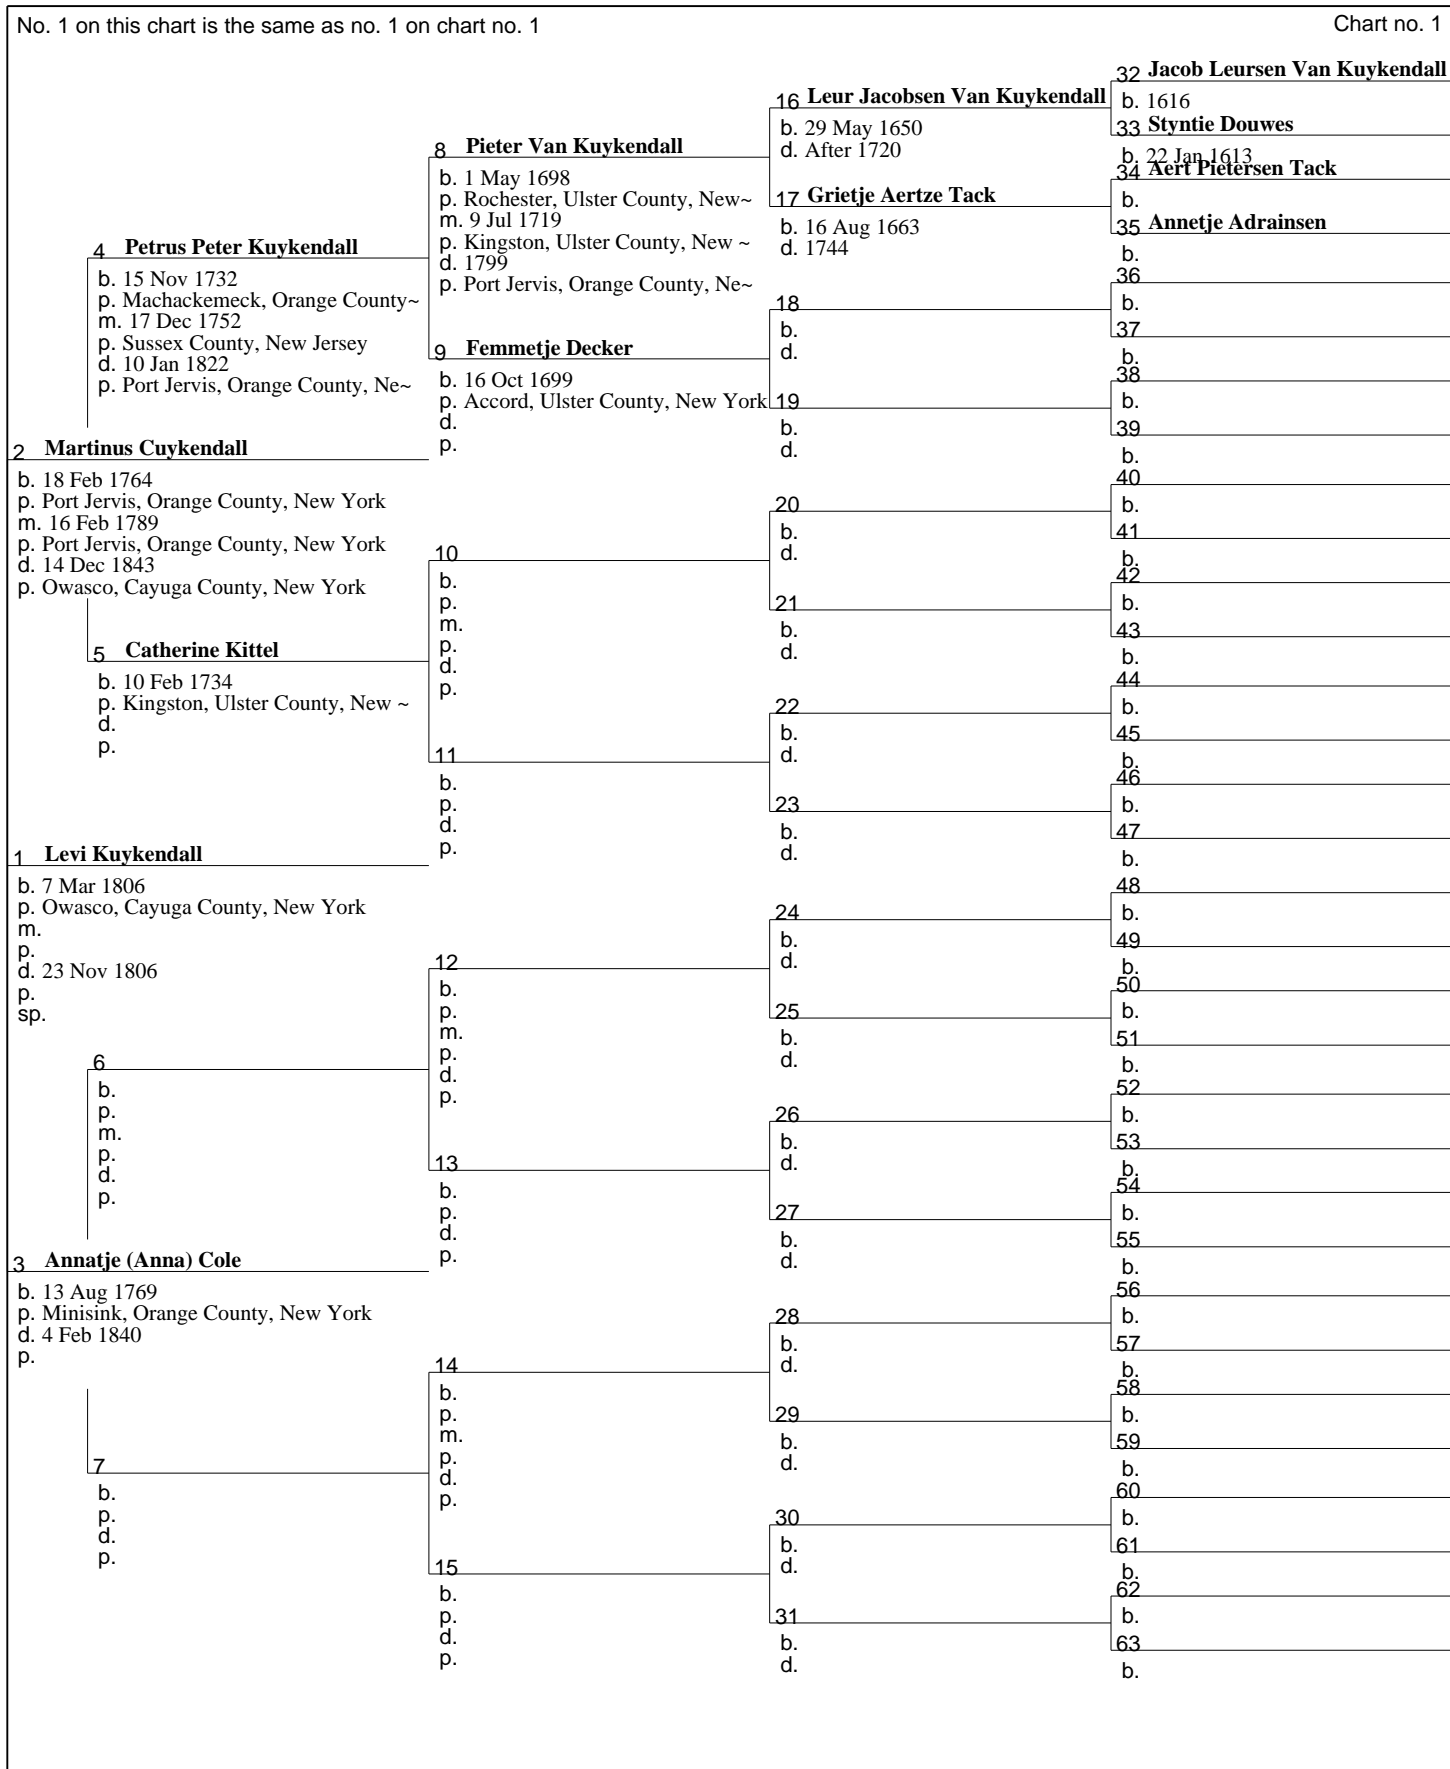 No. 1 on this chart is the same as no. 1 on chart no. 1
Chart no. 1
2 Martinus Cuykendall
b. 18 Feb 1764
p. Port Jervis, Orange County, New York
m. 16 Feb 1789
p. Port Jervis, Orange County, New York
d. 14 Dec 1843
p. Owasco, Cayuga County, New York
1 Levi Kuykendall
b. 7 Mar 1806
p. Owasco, Cayuga County, New York
m.
p.
d. 23 Nov 1806
p.
sp.
3 Annatje (Anna) Cole
b. 13 Aug 1769
p. Minisink, Orange County, New York
d. 4 Feb 1840
p.
4 Petrus Peter Kuykendall
b. 15 Nov 1732
p. Machackemeck, Orange County~
m. 17 Dec 1752
p. Sussex County, New Jersey
d. 10 Jan 1822
p. Port Jervis, Orange County, Ne~
5 Catherine Kittel
b. 10 Feb 1734
p. Kingston, Ulster County, New ~
d.
p.
6
b.
p.
m.
p.
d.
p.
7
b.
p.
d.
p.
8 Pieter Van Kuykendall
b. 1 May 1698
p. Rochester, Ulster County, New~
m. 9 Jul 1719
p. Kingston, Ulster County, New ~
d. 1799
p. Port Jervis, Orange County, Ne~
9 Femmetje Decker
b. 16 Oct 1699
p. Accord, Ulster County, New York
d.
p.
10
b.
p.
m.
p.
d.
p.
11
b.
p.
d.
p.
12
b.
p.
m.
p.
d.
p.
13
b.
p.
d.
p.
14
b.
p.
m.
p.
d.
p.
15
b.
p.
d.
p.
16 Leur Jacobsen Van Kuykendall
b. 29 May 1650
d. After 1720
17 Grietje Aertze Tack
b. 16 Aug 1663
d. 1744
18
b.
d.
19
b.
d.
20
b.
d.
21
b.
d.
22
b.
d.
23
b.
d.
24
b.
d.
25
b.
d.
26
b.
d.
27
b.
d.
28
b.
d.
29
b.
d.
30
b.
d.
31
b.
d.
32 Jacob Leursen Van Kuykendall
b. 1616
33 Styntie Douwes
b. 22 Jan 1613
34 Aert Pietersen Tack
b.
35 Annetje Adrainsen
b.
36
b.
37
b.
38
b.
39
b.
40
b.
41
b.
42
b.
43
b.
44
b.
45
b.
46
b.
47
b.
48
b.
49
b.
50
b.
51
b.
52
b.
53
b.
54
b.
55
b.
56
b.
57
b.
58
b.
59
b.
60
b.
61
b.
62
b.
63
b.